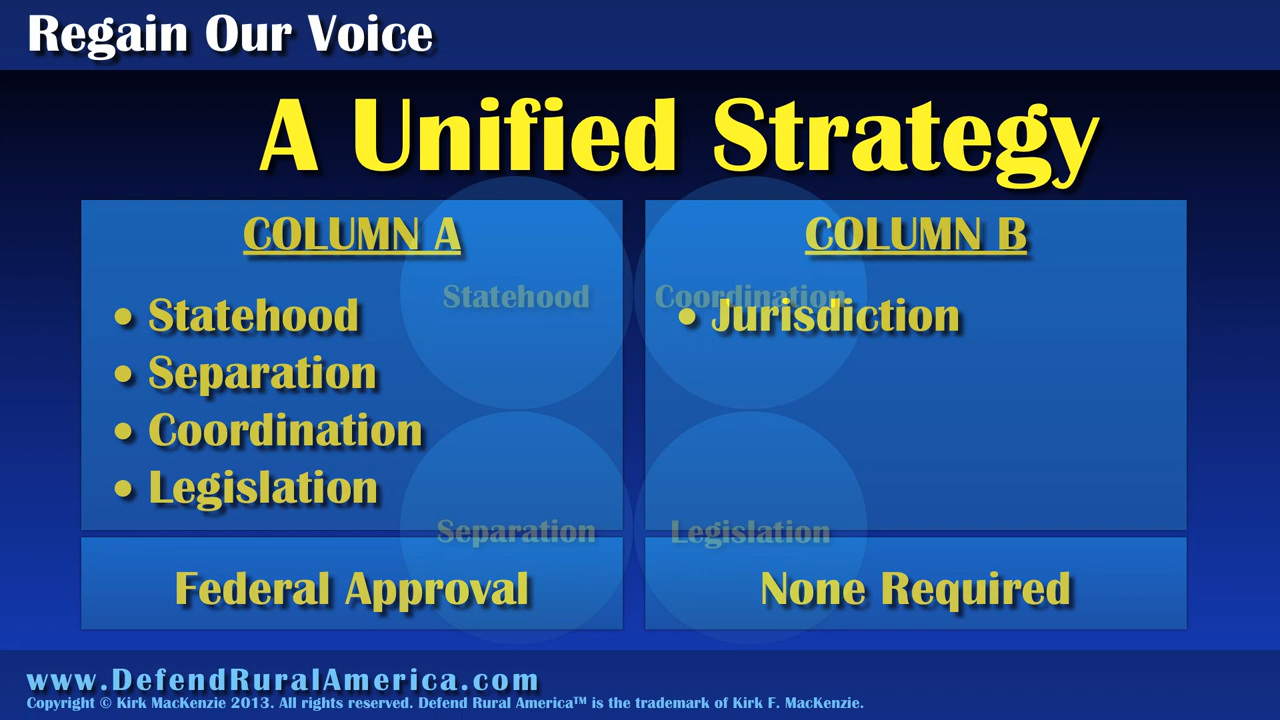 Regain Our Voice
A Unified Strategy
COLUMN A
• Statehood
• Separation
• Coordination
• Legislation
Federal Approval
COLUMN B
• Jurisdiction
None Required
Statehood
Coordination
Separation
Legislation
www.DefendRuralAmerica.com
Copyright © Kirk MacKenzie 2013. All rights reserved. Defend Rural America™ is the trademark of Kirk F. MacKenzie.